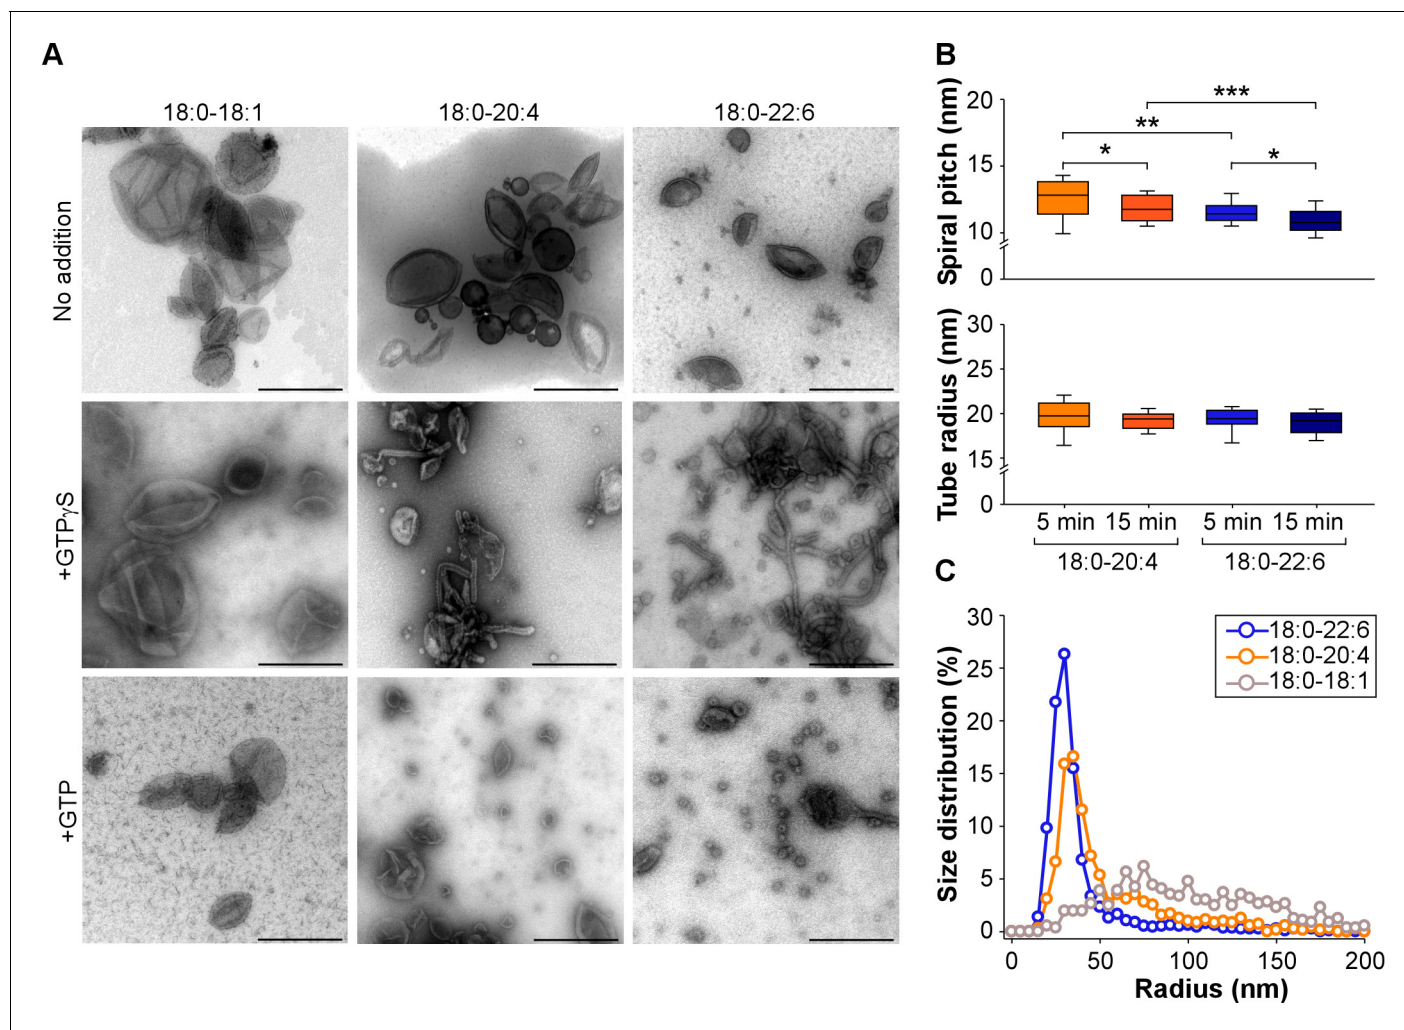 A
18:0-18:1
18:0-20:4
18:0-22:6
No addition
+GTPγS
+GTP
B
Spiral pitch (nm)
20
15
10
0
*
**
***
*
Tube radius (nm)
30
25
20
15
0
5 min
15 min
5 min
15 min
18:0-20:4
18:0-22:6
C
Size distribution (%)
30
25
20
15
10
5
0
18:0-22:6
18:0-20:4
18:0-18:1
0
50
100
150
200
Radius (nm)